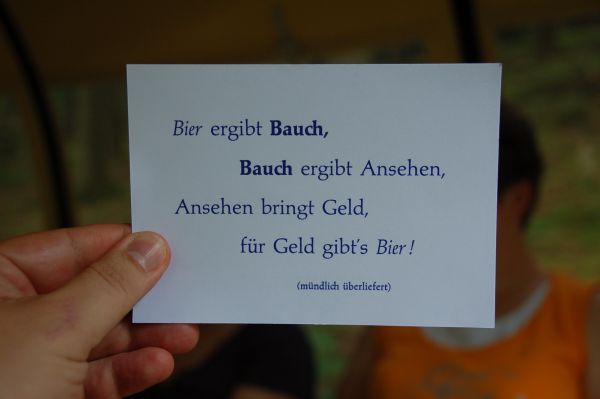 Bier ergibt Bauch,
Bauch ergibt Ansehen,
Ansehen bringt Geld,
für Geld gibt's Bier!
(mündlich überliefert)